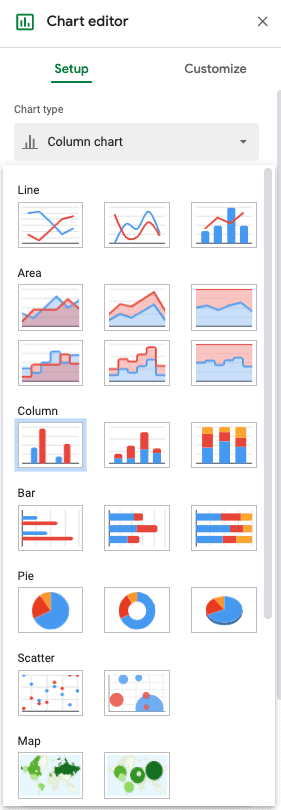 Chart editor
Setup
Customize
Chart type
Column chart
Line
Area
Column
Bar
Pie
Scatter
Map